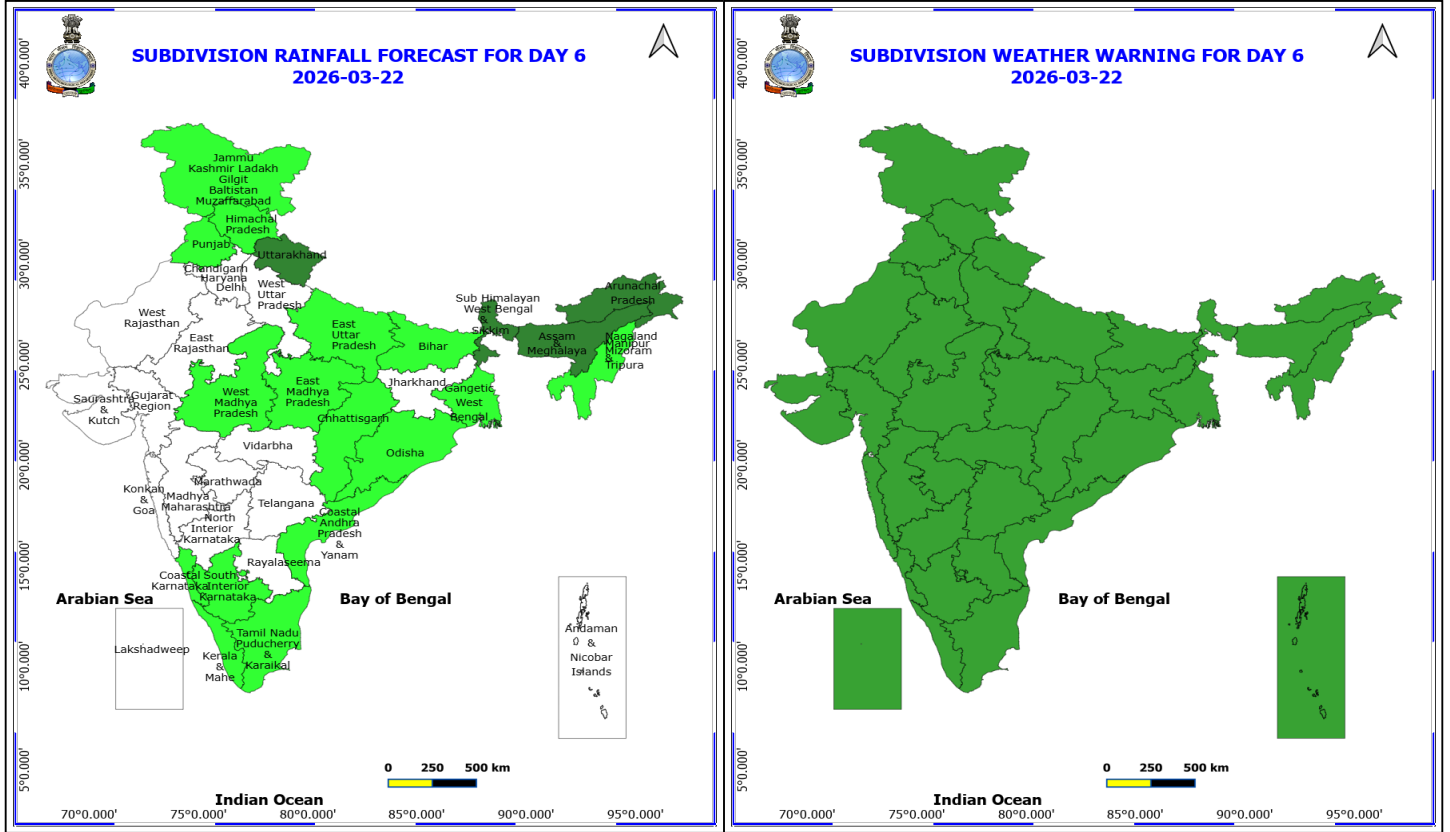 SUBDIVISION RAINFALL FORECAST FOR DAY 6
2026-03-22
40°0.000'
35°0.000'
30°0.000'
25°0.000'
20°0.000'
15°0.000'
10°0.000'
5°0.000'
Jammu
Kashmir Ladakh
Gilgit
Baltistan
Muzaffarabad
Himachal
Pradesh
Punjab
Uttarakhand
Chandigarh
Haryana
Delhi
West
Uttar
Pradesh
West
Rajasthan
East
Rajasthan
East
Uttar
Pradesh
Bihar
Sub Himalayan
West Bengal
&
Sikkim
Arunachal
Pradesh
Assam
&
Meghalaya
Nagaland
Manipur
Mizoram
&
Tripura
Saurashtra
&
Kutch
Gujarat
Region
West
Madhya
Pradesh
East
Madhya
Pradesh
Jharkhand
Gangetic
West
Bengal
Chhattisgarh
Odisha
Vidarbha
Marathwada
Konkan
&
Goa
Madhya
Maharashtra
Telangana
North
Interior
Karnataka
Coastal
Andhra
Pradesh
&
Yanam
Rayalaseema
Coastal
Karnataka
South
Interior
Karnataka
Arabian Sea
Bay of Bengal
Lakshadweep
Kerala
&
Mahe
Tamil Nadu
Puducherry
&
Karaikal
Andaman
&
Nicobar
Islands
0 250 500 km
Indian Ocean
70°0.000' 75°0.000' 80°0.000' 85°0.000' 90°0.000' 95°0.000'
SUBDIVISION WEATHER WARNING FOR DAY 6
2026-03-22
40°0.000'
35°0.000'
30°0.000'
25°0.000'
20°0.000'
15°0.000'
10°0.000'
5°0.000'
Arabian Sea
Bay of Bengal
0 250 500 km
Indian Ocean
70°0.000' 75°0.000' 80°0.000' 85°0.000' 90°0.000' 95°0.000'